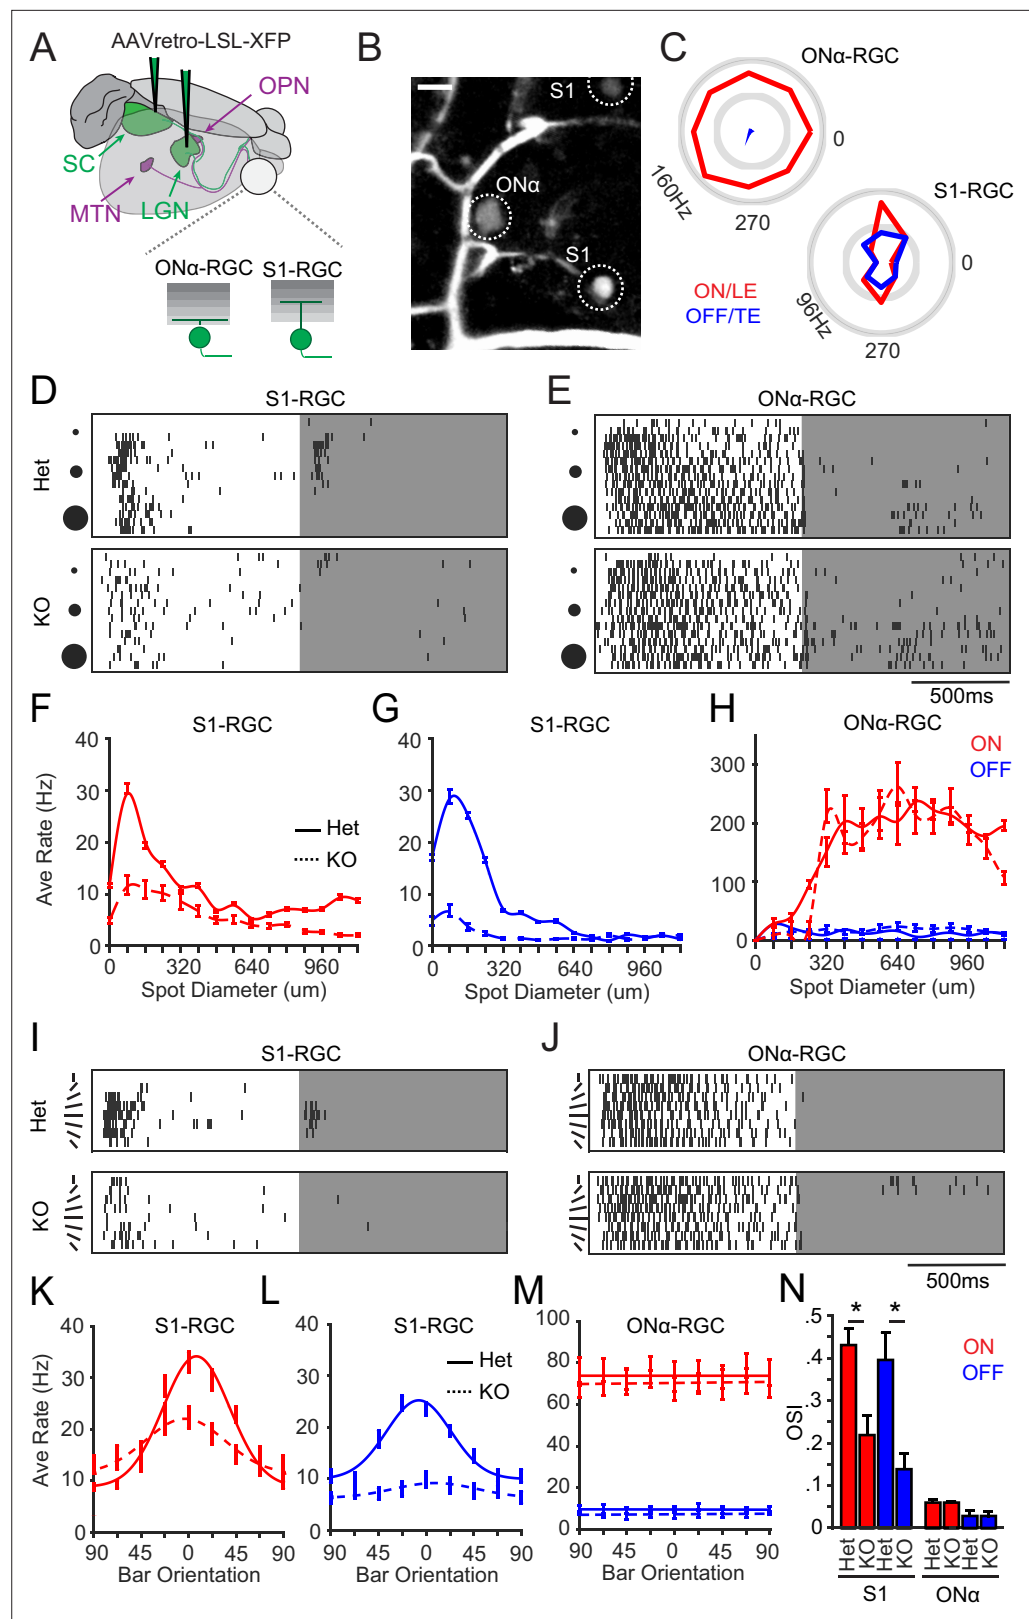 A
AAVretro-LSL-XFP
OPN
SC
MTN
LGN
ONα-RGC
S1-RGC
B
S1
ONα
S1
C
ONα-RGC
0
160Hz
270
S1-RGC
0
96Hz
270
ON/LE
OFF/TE
D
S1-RGC
Het
KO
E
ONα-RGC
500ms
F
S1-RGC
40
30
20
10
0
Ave Rate (Hz)
Het
KO
0
320
640
960
Spot Diameter (um)
G
S1-RGC
40
30
20
10
0
0
320
640
960
Spot Diameter (um)
H
ONα-RGC
ON
OFF
300
200
100
0
0
320
640
960
Spot Diameter (um)
I
S1-RGC
Het
KO
J
ONα-RGC
500ms
K
S1-RGC
40
30
20
10
0
Ave Rate (Hz)
90
45
0
45
90
Bar Orientation
L
S1-RGC
Het
KO
40
30
20
10
0
90
45
0
45
90
Bar Orientation
M
ONα-RGC
100
80
60
40
20
0
90
45
0
45
90
Bar Orientation
N
.5
.4
.3
.2
.1
0
OSI
*
*
ON
OFF
Het
KO
Het
KO
Het
KO
Het
KO
S1
ONα